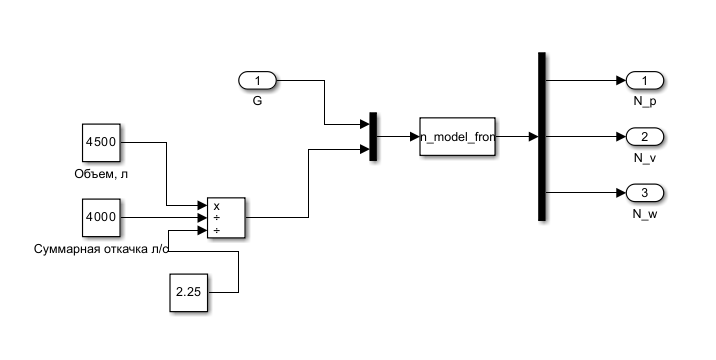 1
G
4500
Объем, л
4000
Суммарная откачка л/с
2.25
x
÷
÷
n_model_fron
1
N_p
2
N_v
3
N_w